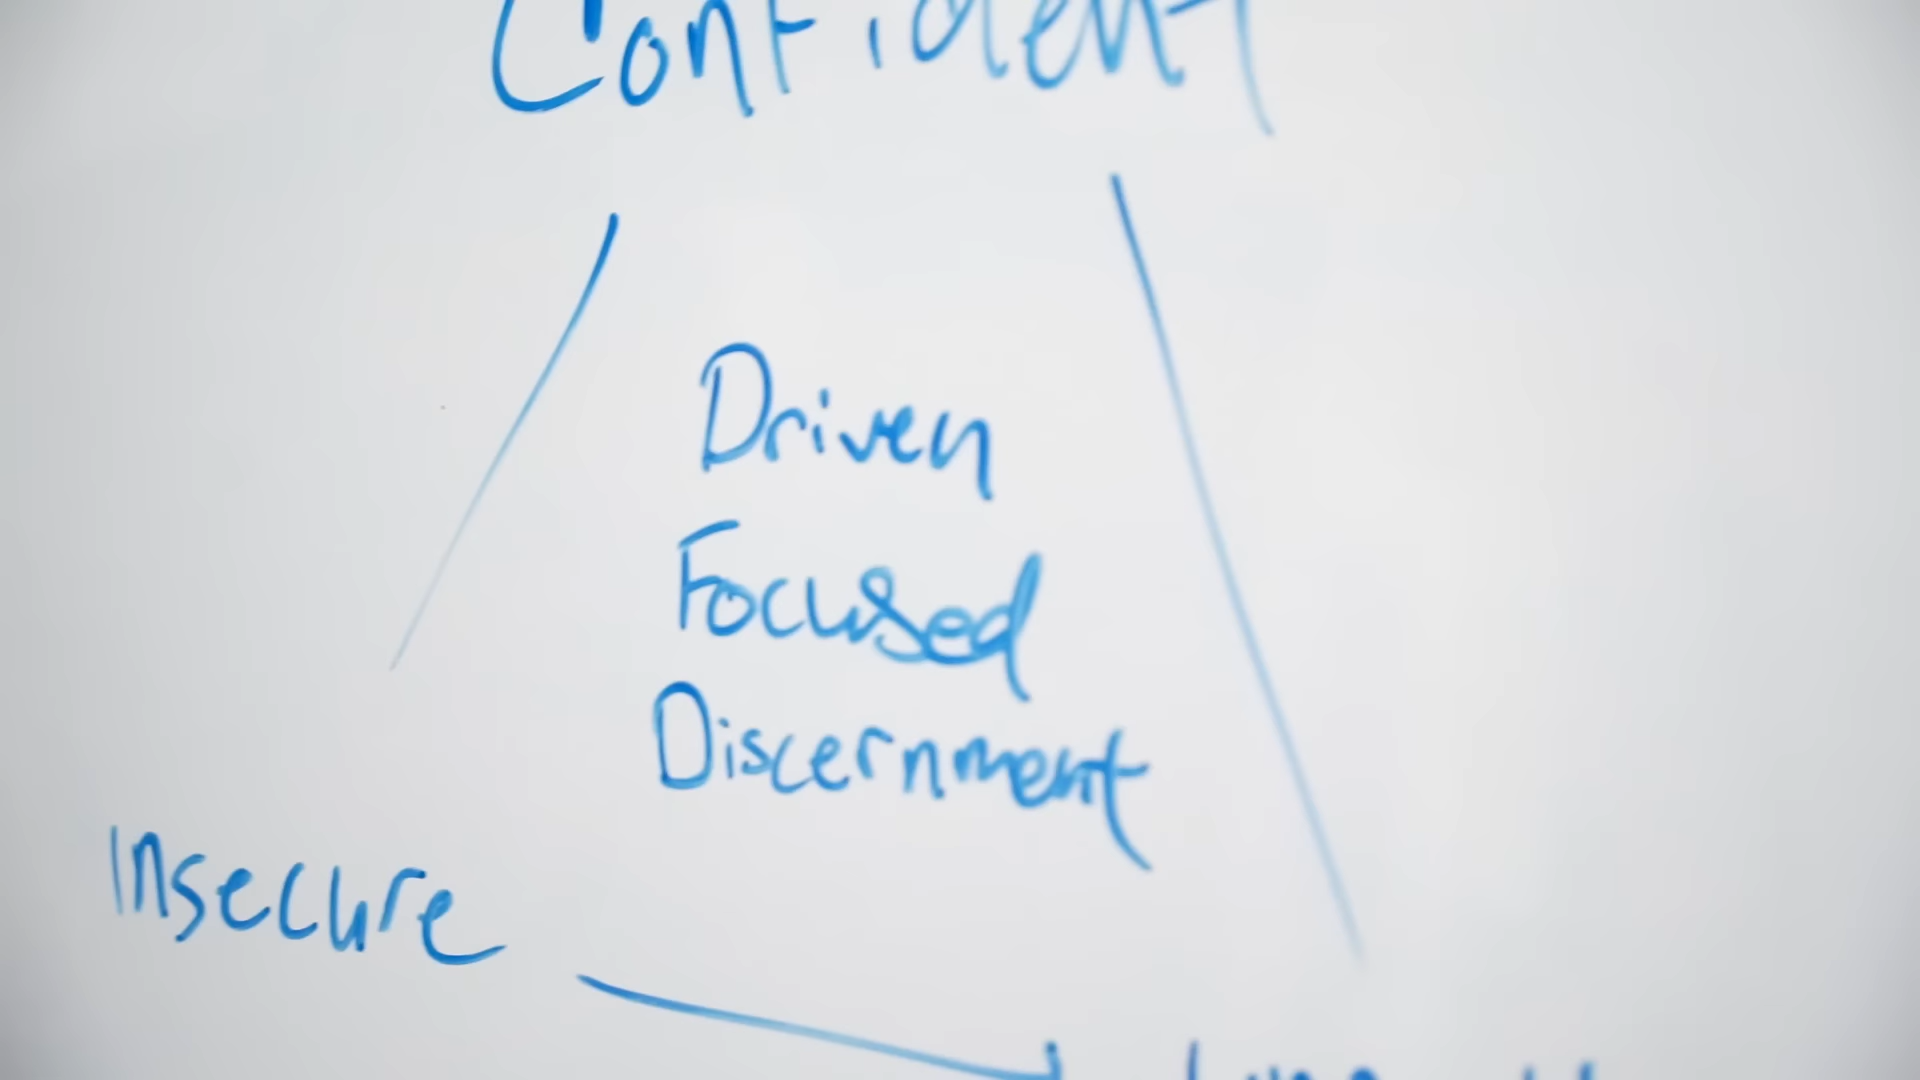 Confident
Driven
Focused
Discernment
Insecure